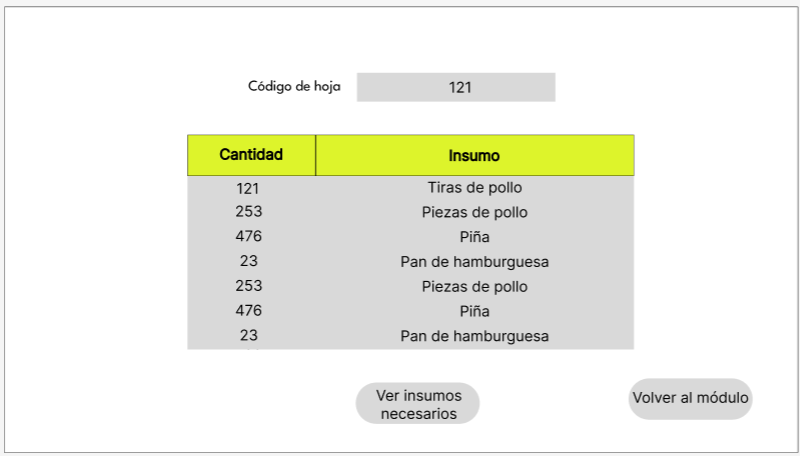 Código de hoja 121
Cantidad Insumo
121 Tiras de pollo
253 Piezas de pollo
476 Piña
23 Pan de hamburguesa
253 Piezas de pollo
476 Piña
23 Pan de hamburguesa
Ver insumos
necesarios
Volver al módulo